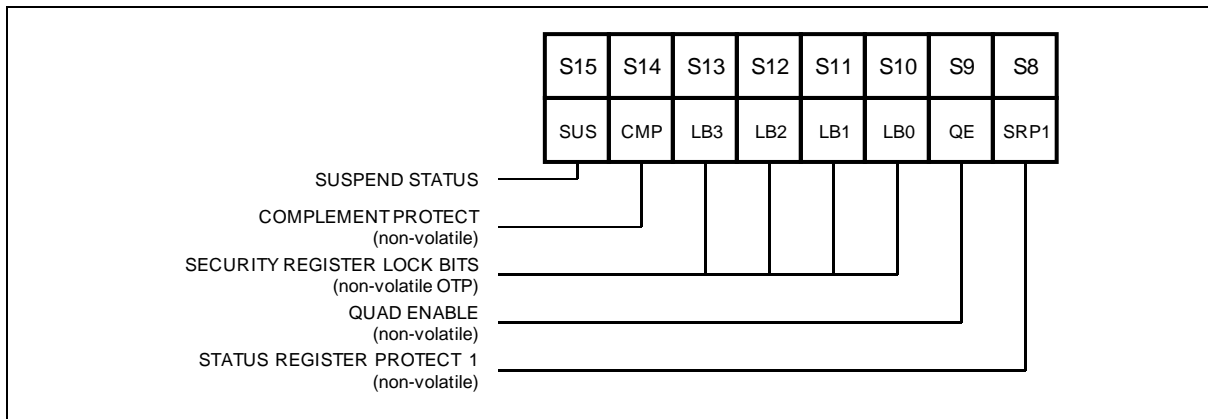 S15 S14 S13 S12 S11 S10 S9 S8
SUS CMP LB3 LB2 LB1 LB0 QE SRP1
SUSPEND STATUS
COMPLEMENT PROTECT
(non-volatile)
SECURITY REGISTER LOCK BITS
(non-volatile OTP)
QUAD ENABLE
(non-volatile)
STATUS REGISTER PROTECT 1
(non-volatile)